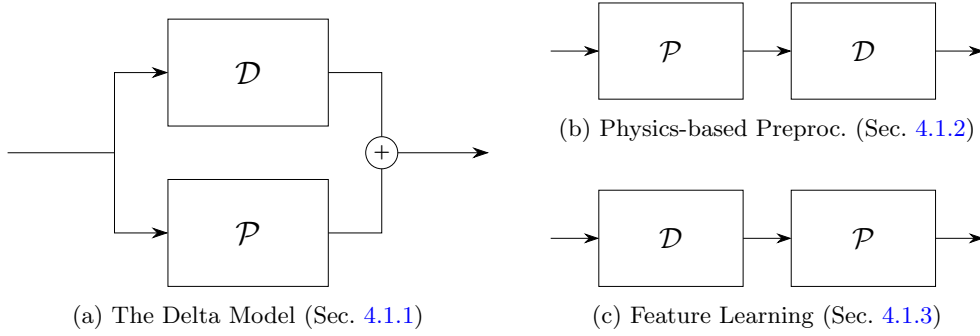 𝒟
+
𝒫
(a) The Delta Model (Sec. 4.1.1)
𝒫 𝒟
(b) Physics-based Preproc. (Sec. 4.1.2)
𝒟 𝒫
(c) Feature Learning (Sec. 4.1.3)